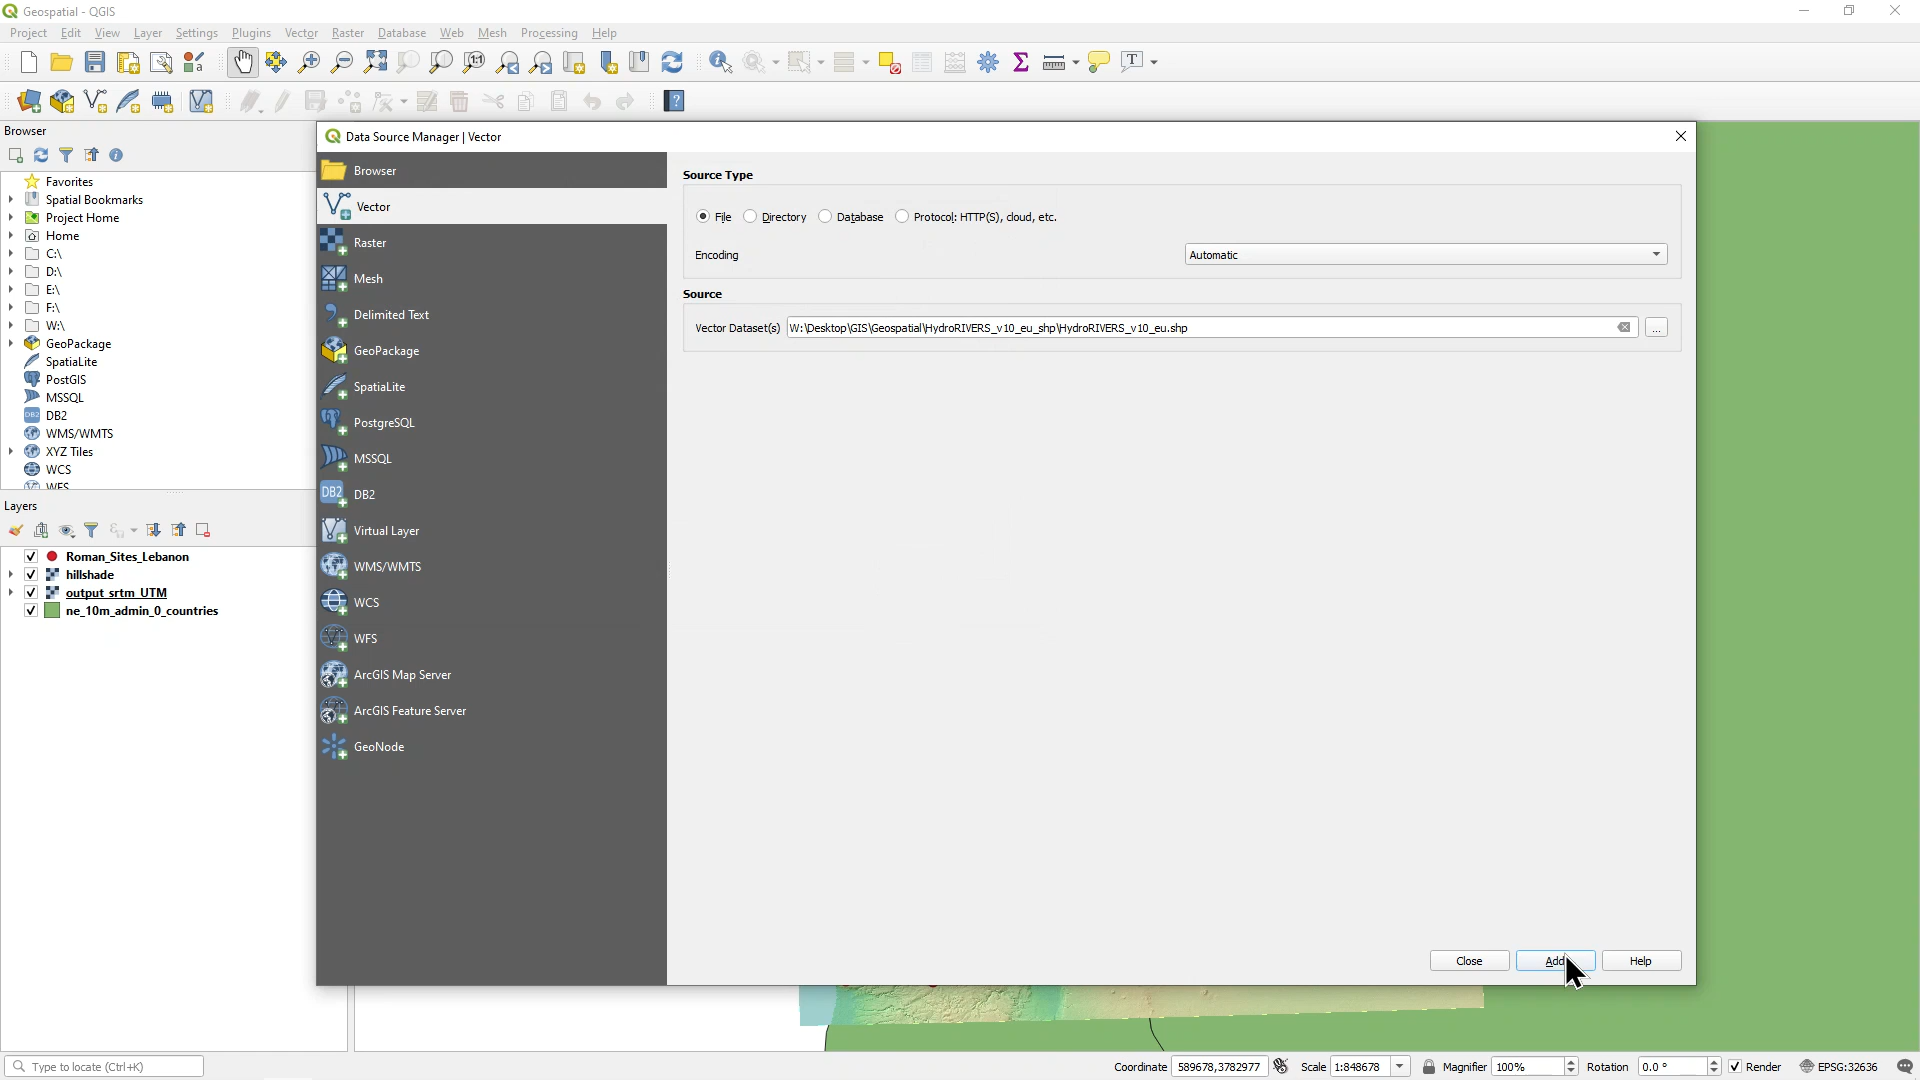 Geospatial - QGIS
Project Edit View Layer Settings Plugins Vector Raster Database Web Mesh Processing Help
Browser
Favorites
Spatial Bookmarks
Project Home
Home
C:\
D:\
E:\
F:\
W:\
GeoPackage
SpatiaLite
PostGIS
MSSQL
DB2
WMS/WMTS
XYZ Tiles
WCS
WFS
Layers
Roman_Sites_Lebanon
hillshade
output_srtm_UTM
ne_10m_admin_0_countries
Data Source Manager | Vector
Browser
Vector
Raster
Mesh
Delimited Text
GeoPackage
SpatiaLite
PostgreSQL
MSSQL
DB2
Virtual Layer
WMS/WMTS
WCS
WFS
ArcGIS Map Server
ArcGIS Feature Server
GeoNode
Source Type
File Directory Database Protocol: HTTP(S), cloud, etc.
Encoding Automatic
Source
Vector Dataset(s) W:\Desktop\GIS\Geospatial\HydroRIVERS_v10_eu_shp\HydroRIVERS_v10_eu.shp ...
Close Add Help
Type to locate (Ctrl+K) Coordinate 589678,3782977 Scale 1:848678 Magnifier 100% Rotation 0.0 ° Render EPSG:32636